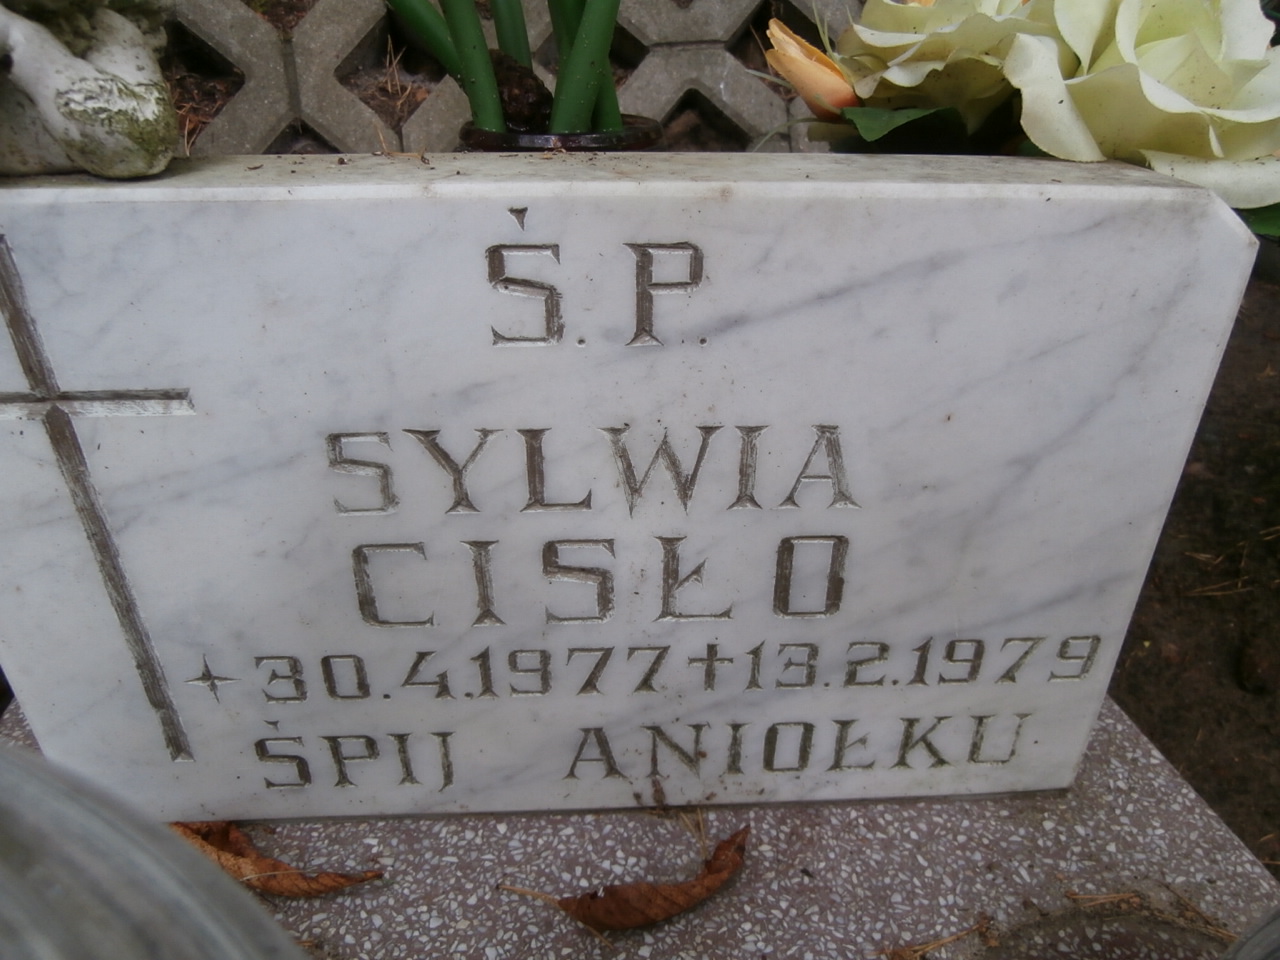 Ś.P.
SYLWIA
CISŁO
+30.4.1977 †13.2.1979
ŚPIJ ANIOŁKU